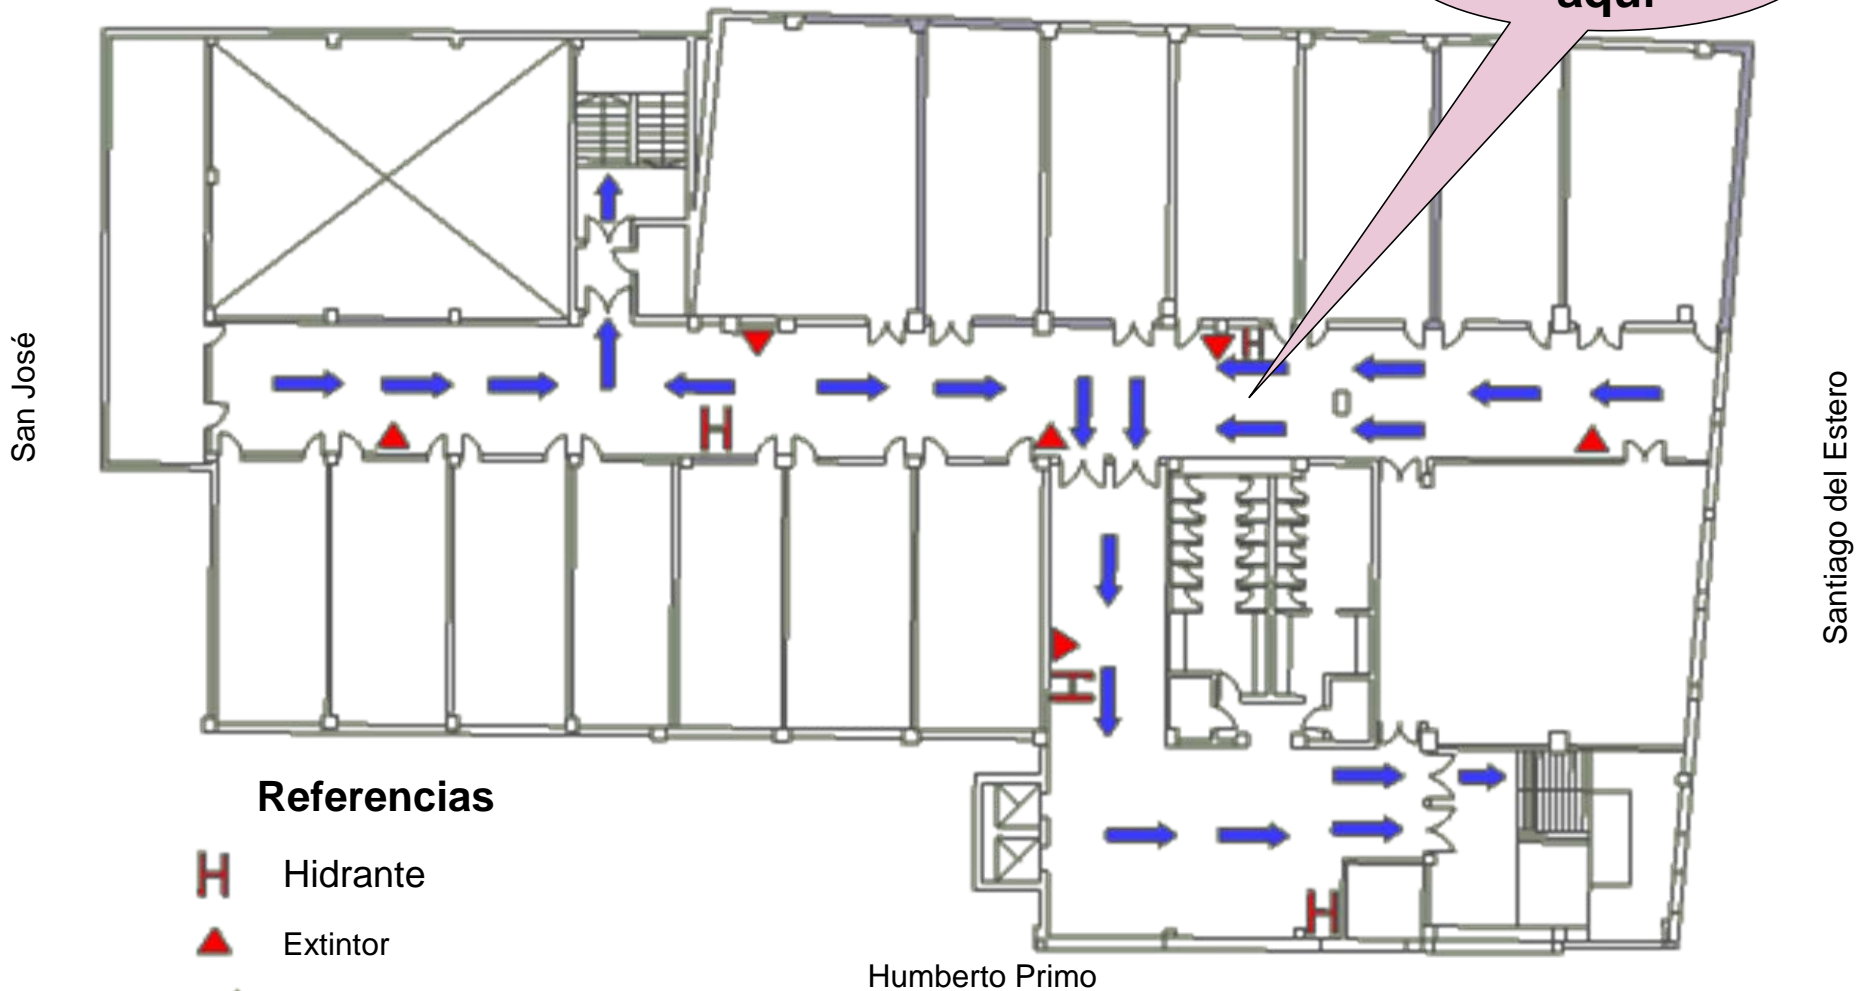 aquí
San José
Santiago del Estero
H
H
H
H
Referencias
H Hidrante
Extintor
Humberto Primo